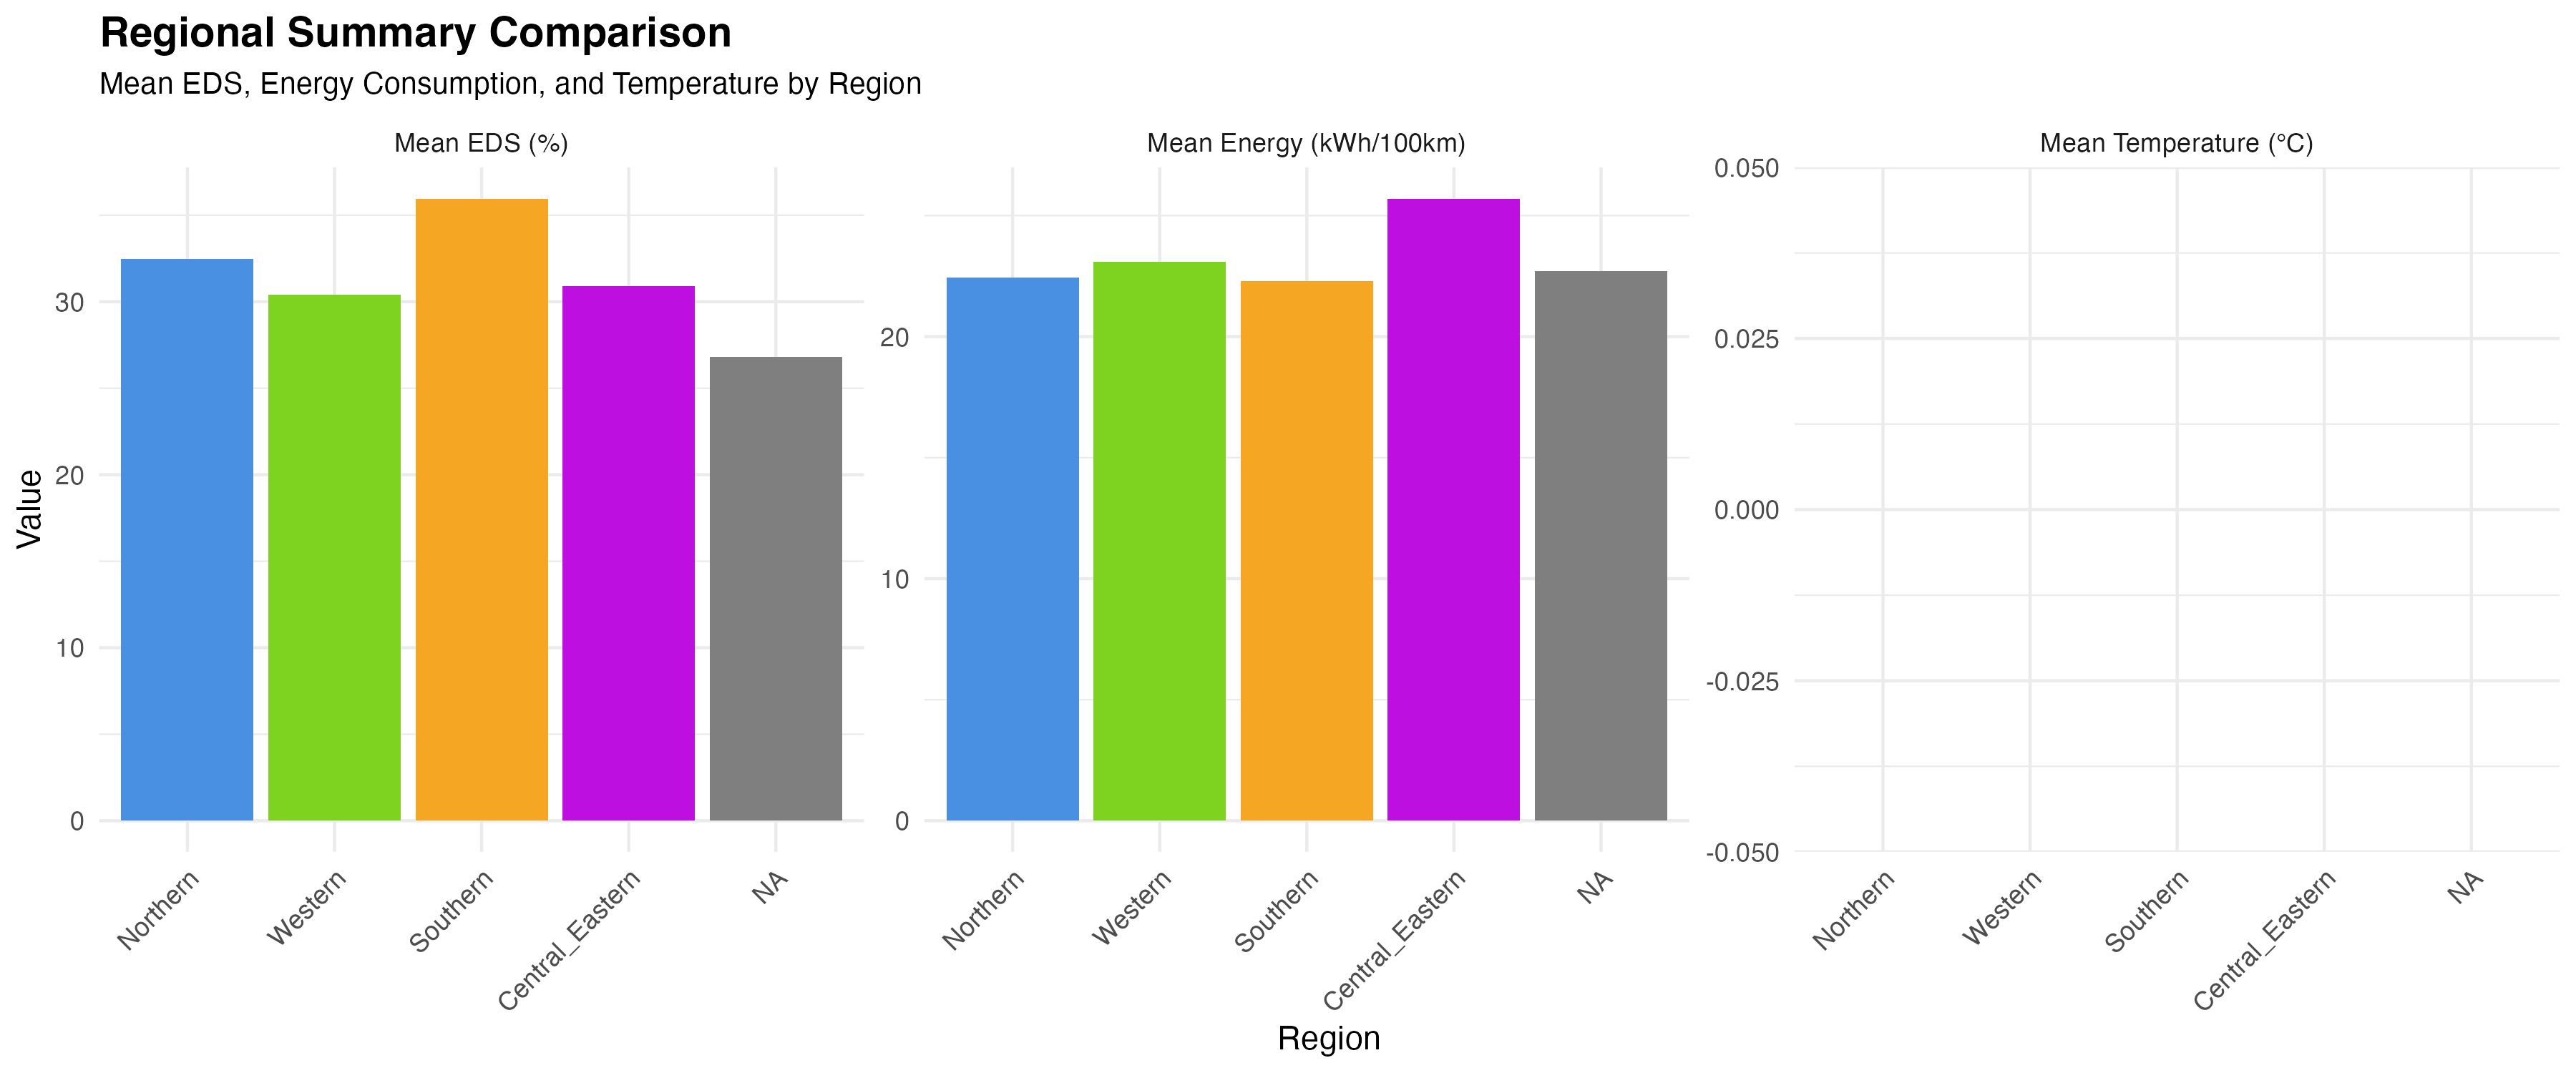 Regional Summary Comparison
Mean EDS, Energy Consumption, and Temperature by Region
Mean EDS (%)
Mean Energy (kWh/100km)
Mean Temperature (°C)
Value
30
20
10
0
20
10
0
0.050
0.025
0.000
-0.025
-0.050
Northern
Western
Southern
Central_Eastern
NA
Northern
Western
Southern
Central_Eastern
NA
Northern
Western
Southern
Central_Eastern
NA
Region